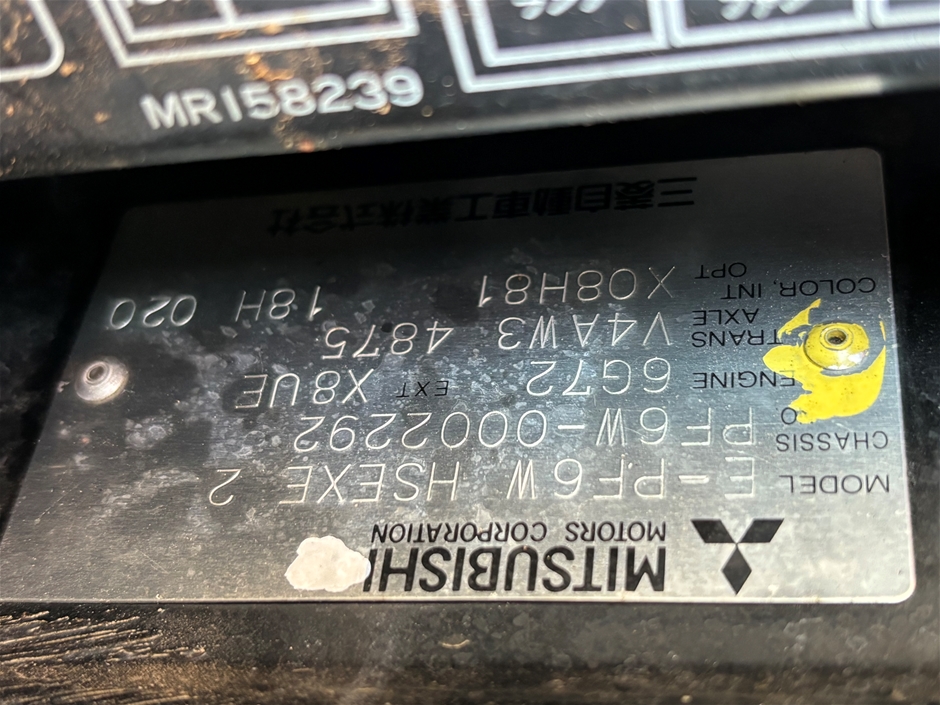 MR158239
MITSUBISHI
MOTORS CORPORATION
MODEL E-PF6W HSEXE 2
CHASSIS NO PF6W-0002292
ENGINE 6G72 EXT X8UE
TRANS AXLE V4AW3 4875
COLOR, INT OPT X08H81 18H 020
三菱自動車工業株式会社